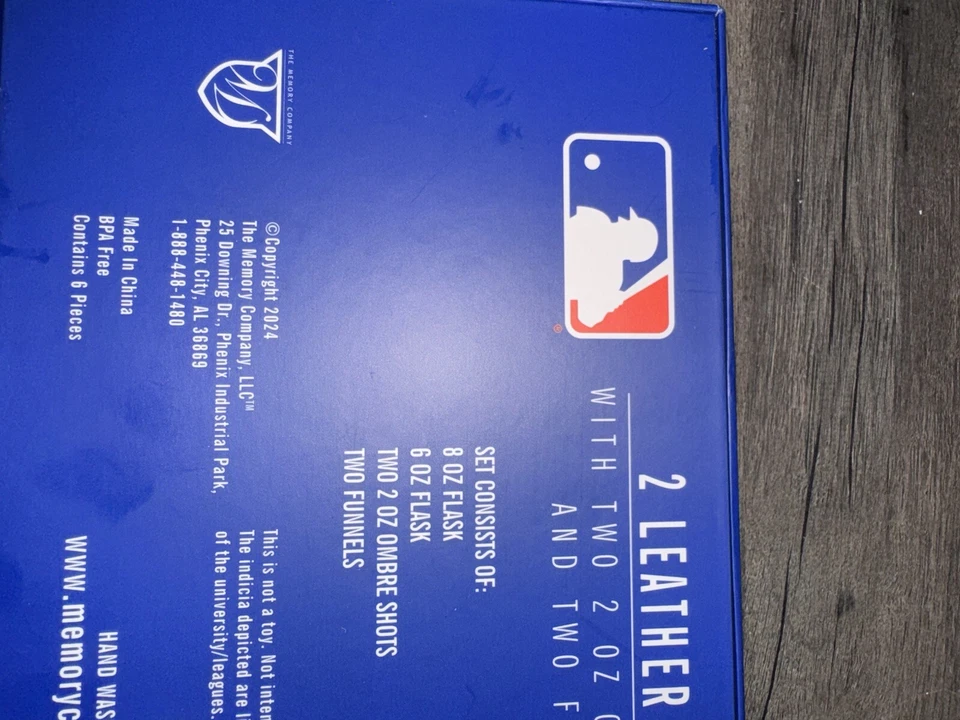 2 LEATHER
WITH TWO 2 OZ
AND TWO
SET CONSISTS OF:
8 OZ FLASK
6 OZ FLASK
TWO 2 OZ OMBRE SHOTS
TWO FUNNELS
THE MEMORY COMPANY
©Copyright 2024
The Memory Company, LLC™
25 Downing Dr., Phenix Industrial Park,
Phenix City, AL 36869
1-888-448-1480
Made In China
BPA Free
Contains 6 Pieces
This is not a toy. Not
The indicia depicted are
of the university/leagues.
HAND
www.memoryc